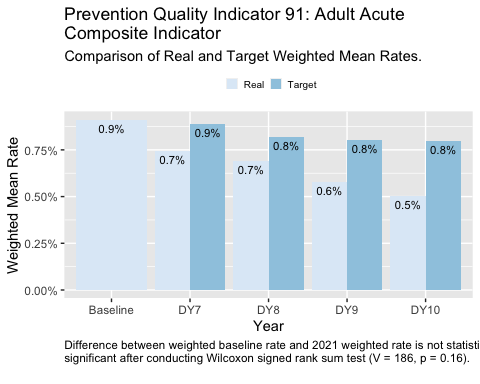 Prevention Quality Indicator 91: Adult Acute
Composite Indicator
Comparison of Real and Target Weighted Mean Rates.
Real Target
Weighted Mean Rate
0.75%
0.50%
0.25%
0.00%
0.9%
0.7%
0.9%
0.7%
0.8%
0.6%
0.8%
0.5%
0.8%
Baseline DY7 DY8 DY9 DY10
Year
Difference between weighted baseline rate and 2021 weighted rate is not statisti
significant after conducting Wilcoxon signed rank sum test (V = 186, p = 0.16).